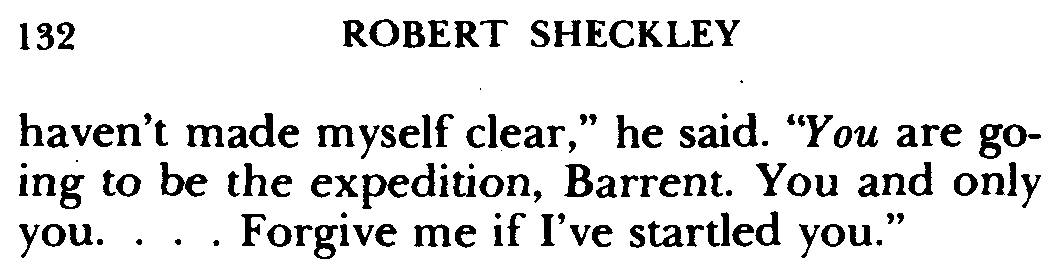 132 ROBERT SHECKLEY
haven't made myself clear," he said. "You are go-
ing to be the expedition, Barrent. You and only
you. . . . Forgive me if I've startled you."